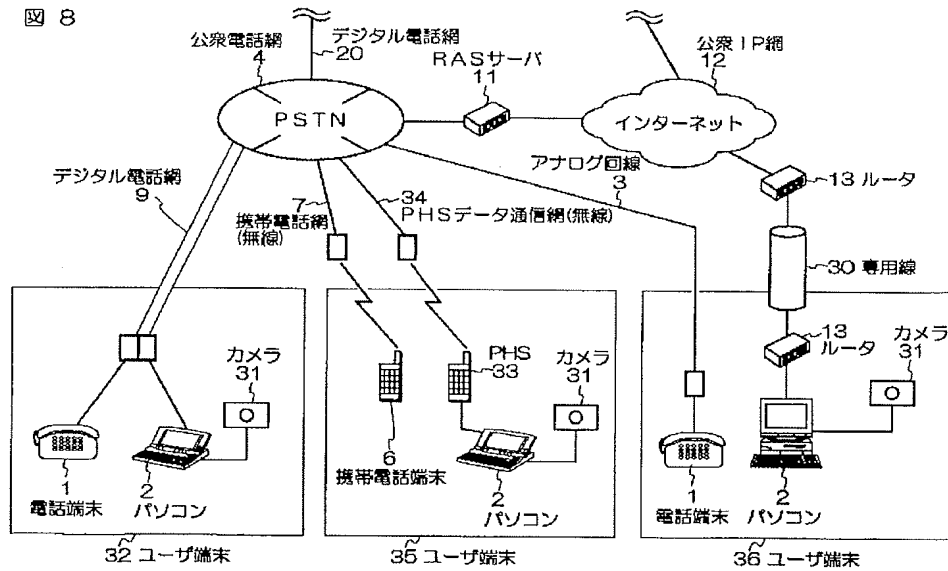 図 8
公衆電話網
4
デジタル電話網
20
RASサーバ
11
公衆IP網
12
PSTN
インターネット
デジタル電話網
9
7
携帯電話網
(無線)
34
PHSデータ通信網(無線)
アナログ回線
3
13 ルータ
30 専用線
カメラ
31
PHS
33
カメラ
31
13
ルータ
カメラ
31
1
電話端末
2
パソコン
6
携帯電話端末
2
パソコン
1
電話端末
2
パソコン
32 ユーザ端末
35 ユーザ端末
36 ユーザ端末